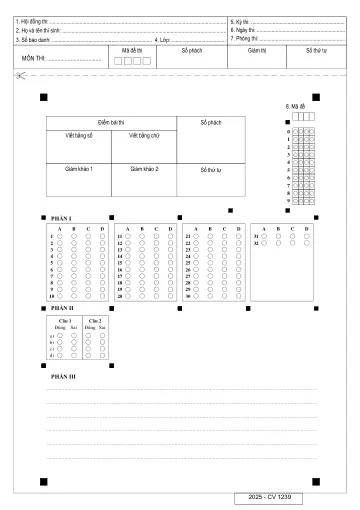 1. Hội đồng thi: ..................... 5. Kỳ thi: .....................
2. Họ và tên thí sinh: ..................... 6. Ngày thi: .....................
3. Số báo danh: ..................... 4. Lớp: ..................... 7. Phòng thi: .....................
MÔN THI: ..................... Mã đề thi Số phách Giám thị Số thứ tự
8. Mã đề
Điểm bài thi Số phách
Viết bằng số Viết bằng chữ
Giám khảo 1 Giám khảo 2 Số thứ tự
0
1
2
3
4
5
6
7
8
9
PHẦN I
A B C D A B C D A B C D A B C D
1 11 21 31
2 12 22 32
3 13 23
4 14 24
5 15 25
6 16 26
7 17 27
8 18 28
9 19 29
10 20 30
PHẦN II
Câu 1 Câu 2
Đúng Sai Đúng Sai
a)
b)
c)
d)
PHẦN III
2025 - CV 1239